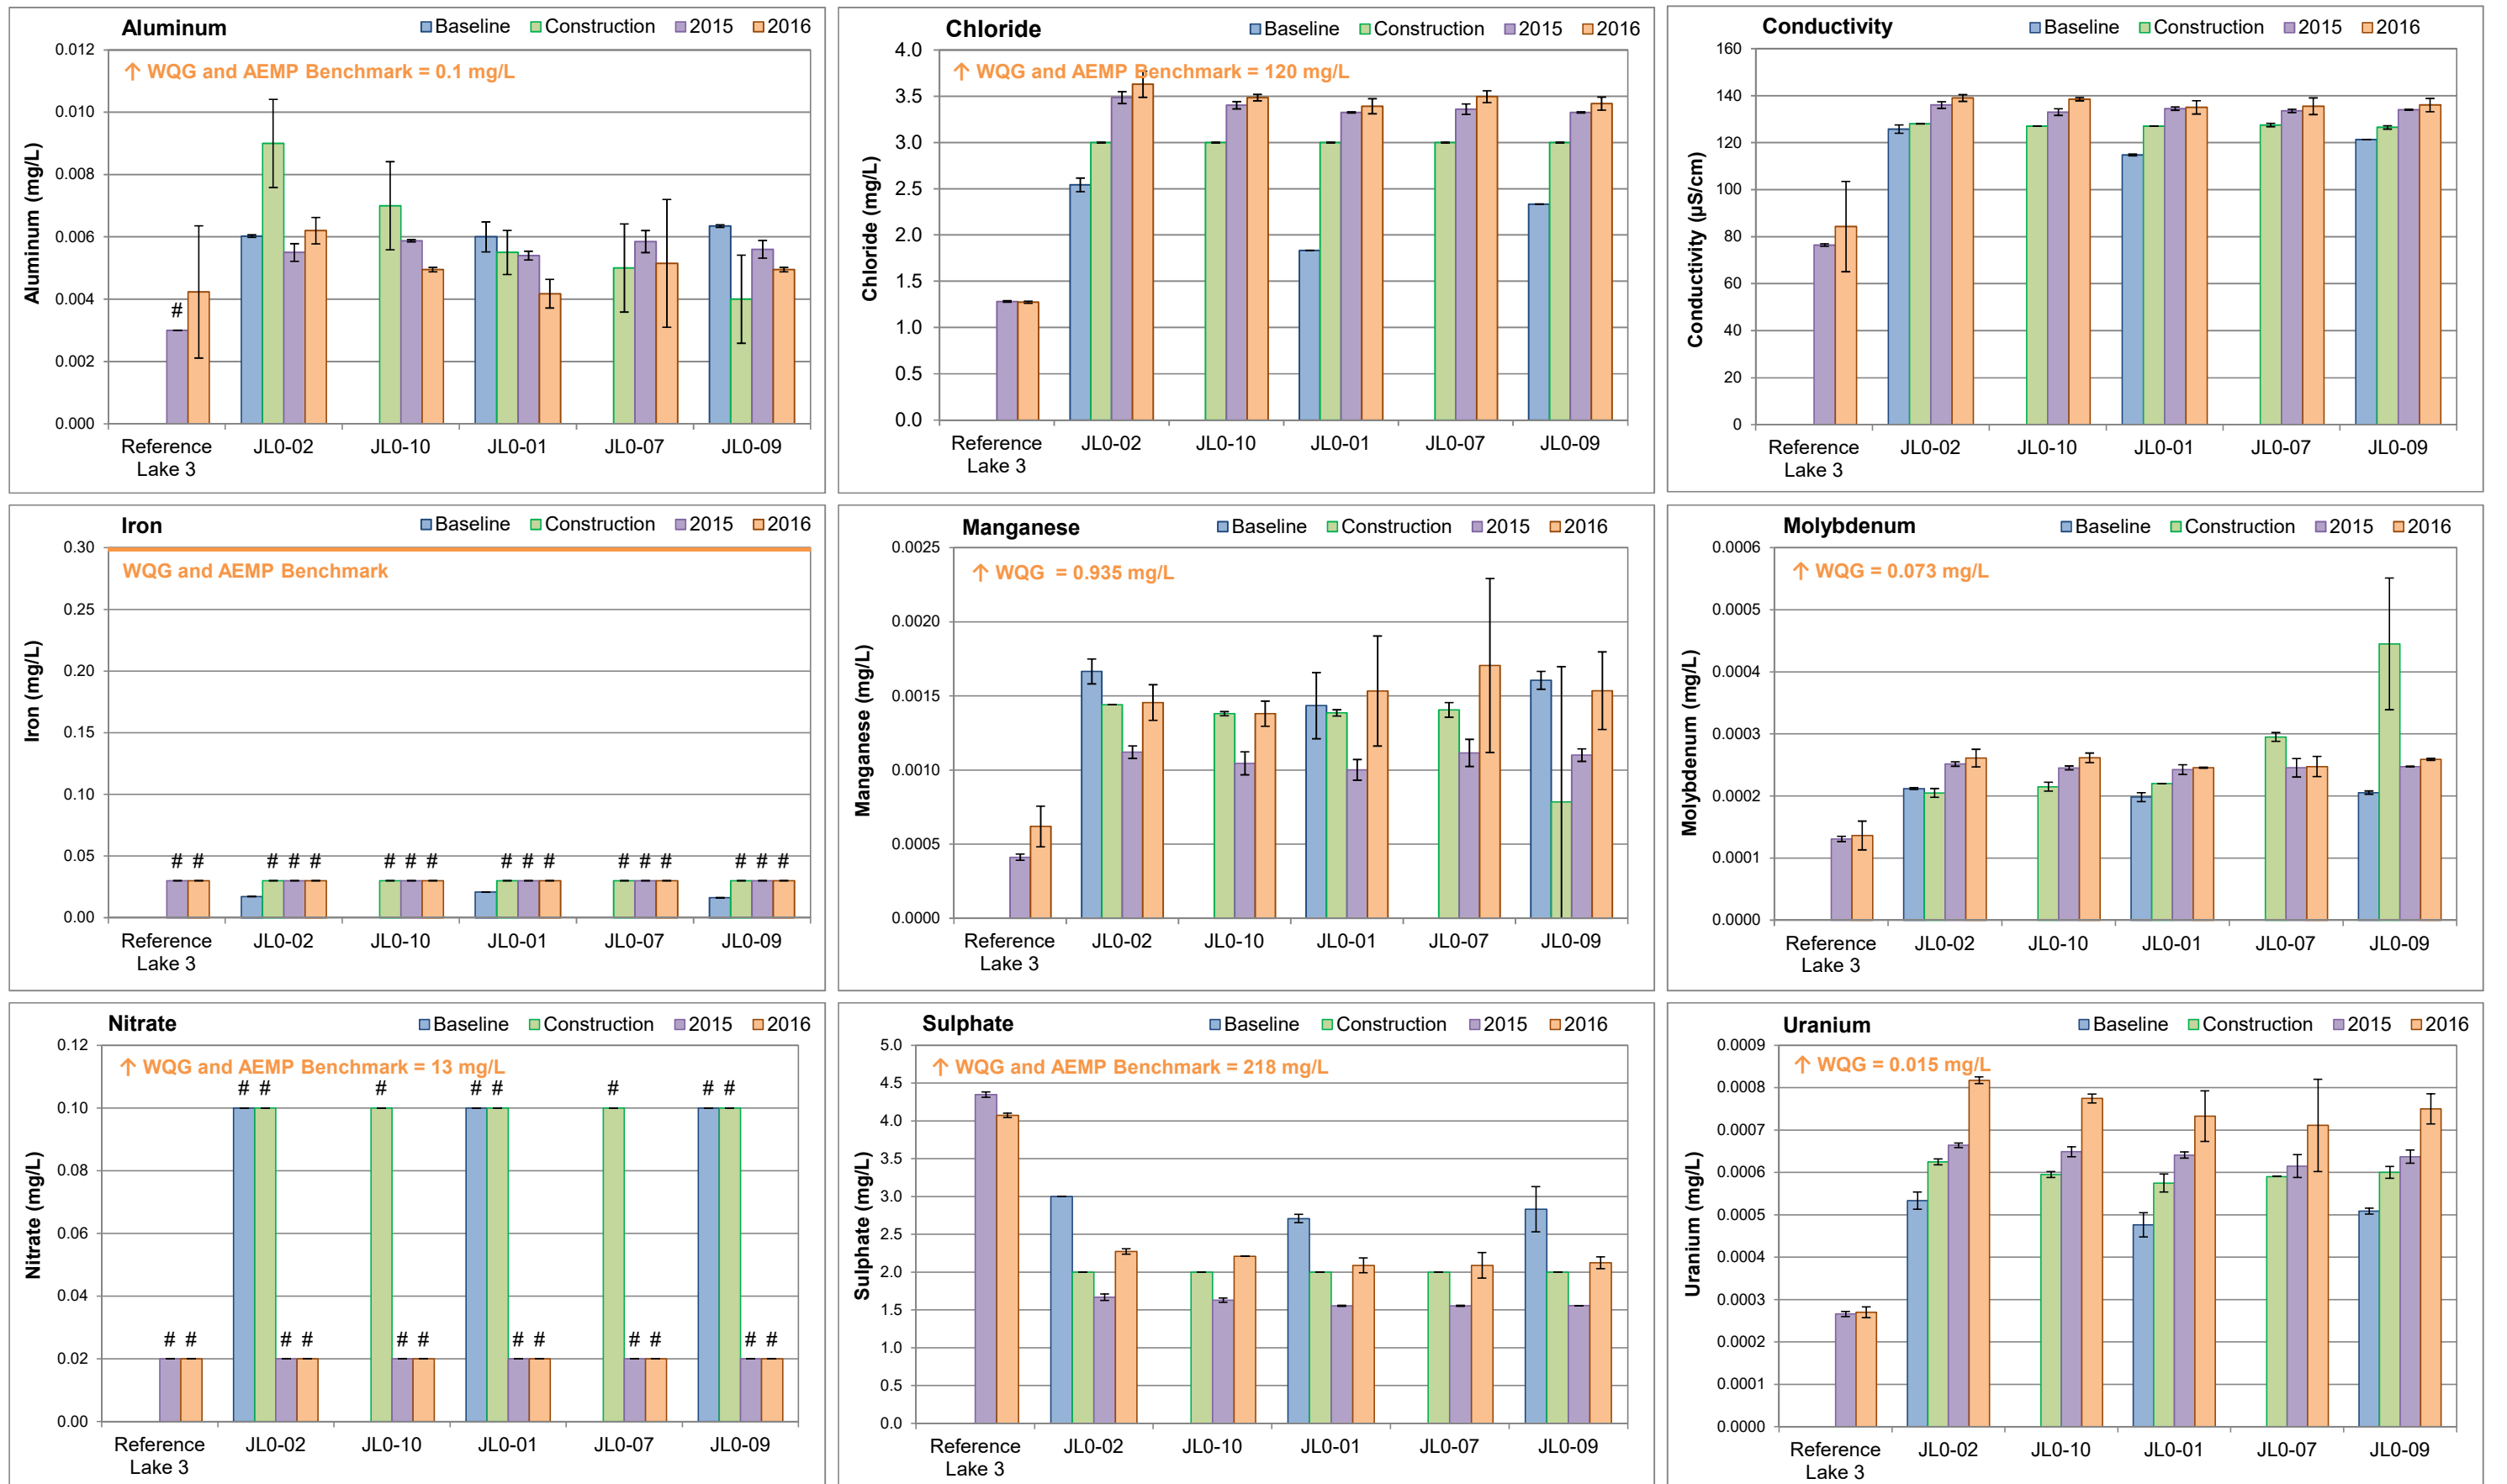 Aluminum
Baseline Construction 2015 2016
↑ WQG and AEMP Benchmark = 0.1 mg/L
Aluminum (mg/L)
0.012
0.010
0.008
0.006
0.004
0.002
0.000
#
Reference Lake 3 JL0-02 JL0-10 JL0-01 JL0-07 JL0-09
Chloride
Baseline Construction 2015 2016
↑ WQG and AEMP Benchmark = 120 mg/L
Chloride (mg/L)
4.0
3.5
3.0
2.5
2.0
1.5
1.0
0.5
0.0
Reference Lake 3 JL0-02 JL0-10 JL0-01 JL0-07 JL0-09
Conductivity
Baseline Construction 2015 2016
Conductivity (µS/cm)
160
140
120
100
80
60
40
20
0
Reference Lake 3 JL0-02 JL0-10 JL0-01 JL0-07 JL0-09
Iron
Baseline Construction 2015 2016
WQG and AEMP Benchmark
Iron (mg/L)
0.30
0.25
0.20
0.15
0.10
0.05
0.00
# # # # # # # # # # # # # # # # #
Reference Lake 3 JL0-02 JL0-10 JL0-01 JL0-07 JL0-09
Manganese
Baseline Construction 2015 2016
↑ WQG = 0.935 mg/L
Manganese (mg/L)
0.0025
0.0020
0.0015
0.0010
0.0005
0.0000
Reference Lake 3 JL0-02 JL0-10 JL0-01 JL0-07 JL0-09
Molybdenum
Baseline Construction 2015 2016
↑ WQG = 0.073 mg/L
Molybdenum (mg/L)
0.0006
0.0005
0.0004
0.0003
0.0002
0.0001
0.0000
Reference Lake 3 JL0-02 JL0-10 JL0-01 JL0-07 JL0-09
Nitrate
Baseline Construction 2015 2016
↑ WQG and AEMP Benchmark = 13 mg/L
Nitrate (mg/L)
0.12
0.10
0.08
0.06
0.04
0.02
0.00
# # # # # # # #
# # # # # # # # # # # #
Reference Lake 3 JL0-02 JL0-10 JL0-01 JL0-07 JL0-09
Sulphate
Baseline Construction 2015 2016
↑ WQG and AEMP Benchmark = 218 mg/L
Sulphate (mg/L)
5.0
4.5
4.0
3.5
3.0
2.5
2.0
1.5
1.0
0.5
0.0
Reference Lake 3 JL0-02 JL0-10 JL0-01 JL0-07 JL0-09
Uranium
Baseline Construction 2015 2016
↑ WQG = 0.015 mg/L
Uranium (mg/L)
0.0009
0.0008
0.0007
0.0006
0.0005
0.0004
0.0003
0.0002
0.0001
0.0000
Reference Lake 3 JL0-02 JL0-10 JL0-01 JL0-07 JL0-09